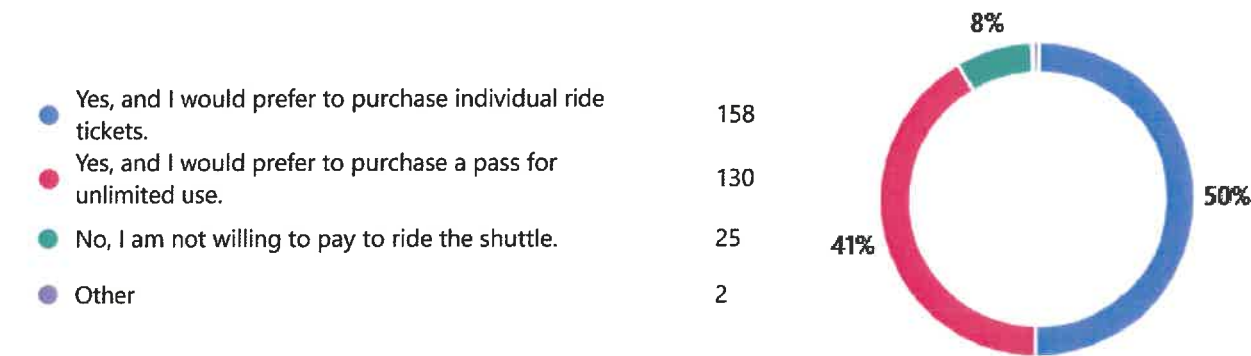 8%
Yes, and I would prefer to purchase individual ride
tickets.
158
Yes, and I would prefer to purchase a pass for
unlimited use.
130
50%
No, I am not willing to pay to ride the shuttle.
25
41%
Other
2